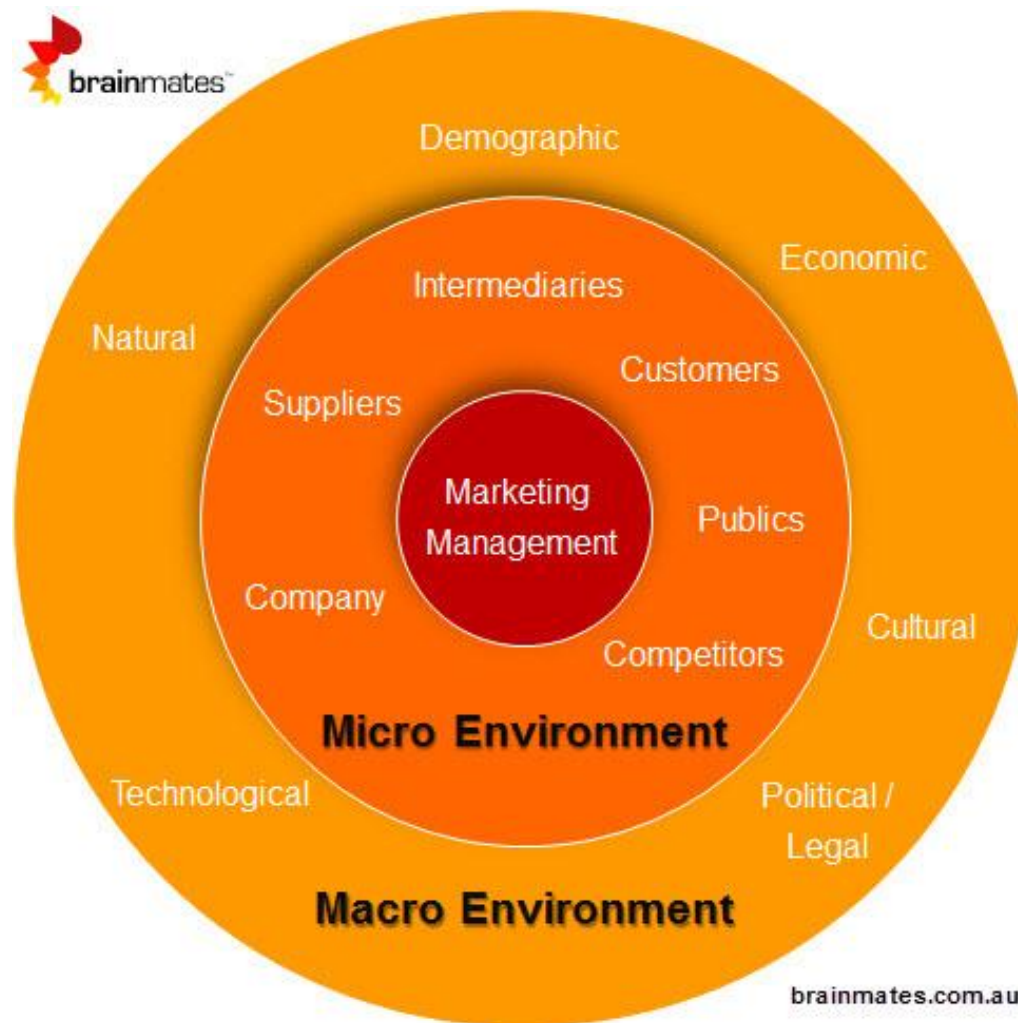 brainmates™
Demographic
Economic
Intermediaries
Natural
Customers
Suppliers
Marketing
Management
Publics
Company
Cultural
Competitors
Micro Environment
Technological
Political /
Legal
Macro Environment
brainmates.com.au